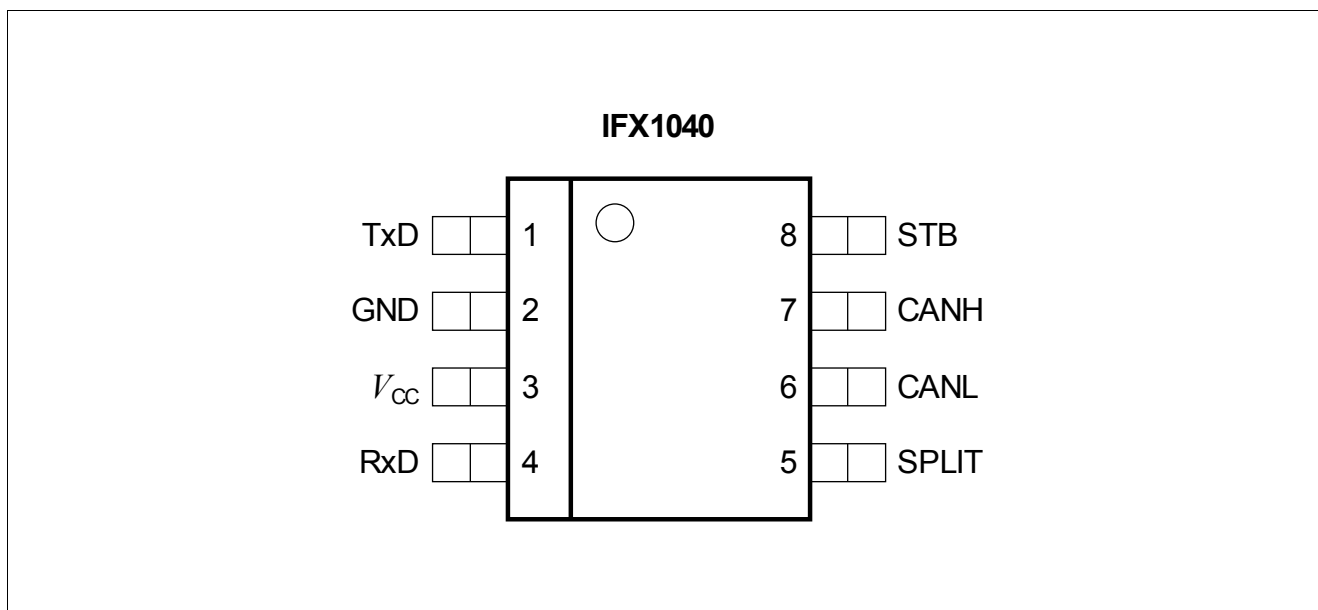 IFX1040
TxD 1 8 STB
GND 2 7 CANH
VCC 3 6 CANL
RxD 4 5 SPLIT